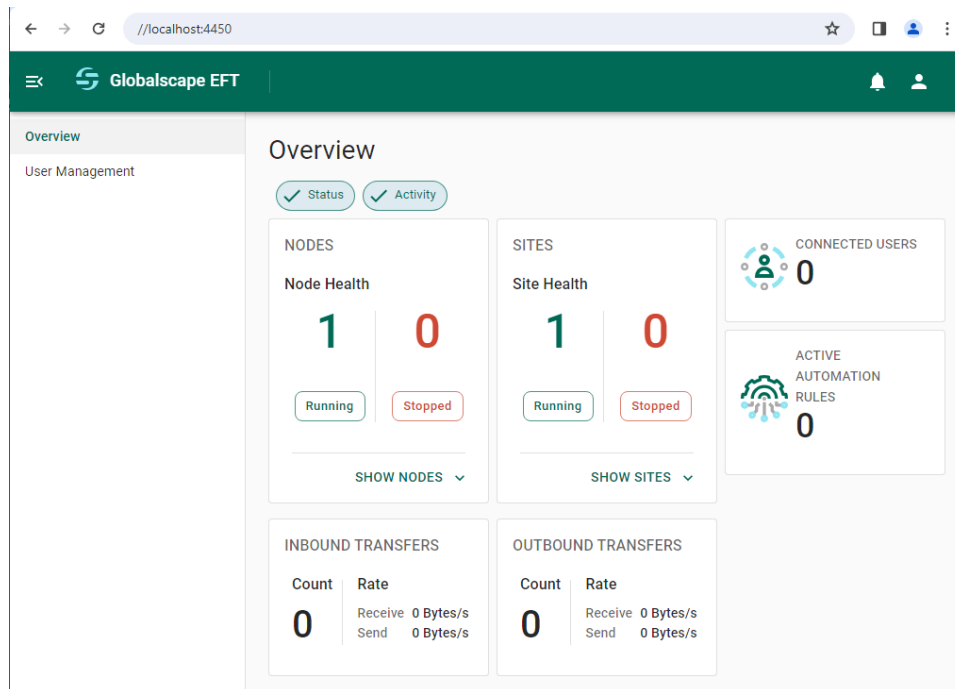 //localhost:4450
Globalscape EFT
Overview
User Management
Overview
Status Activity
NODES
Node Health
1 0
Running Stopped
SHOW NODES
SITES
Site Health
1 0
Running Stopped
SHOW SITES
CONNECTED USERS
0
ACTIVE
AUTOMATION
RULES
0
INBOUND TRANSFERS
Count Rate
0 Receive 0 Bytes/s
Send 0 Bytes/s
OUTBOUND TRANSFERS
Count Rate
0 Receive 0 Bytes/s
Send 0 Bytes/s